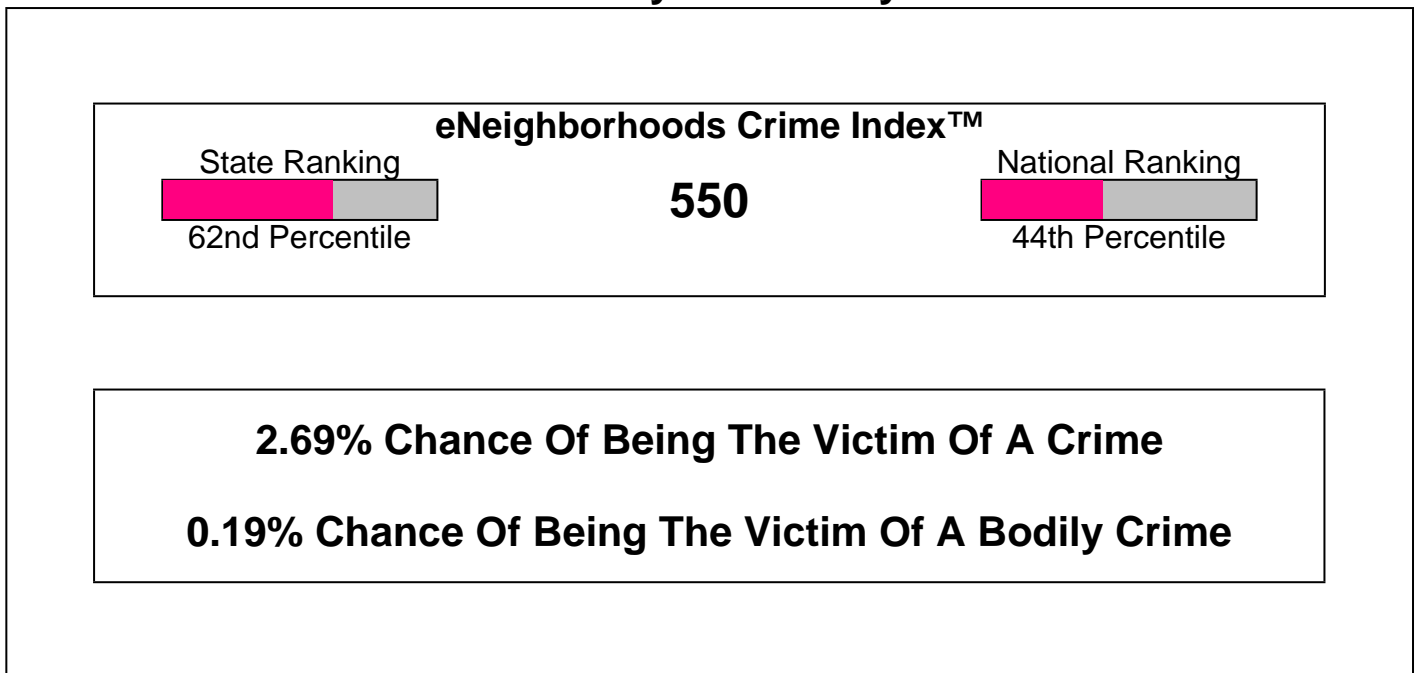 eNeighborhoods Crime Index™
State Ranking
550
National Ranking
62nd Percentile
44th Percentile
2.69% Chance Of Being The Victim Of A Crime
0.19% Chance Of Being The Victim Of A Bodily Crime